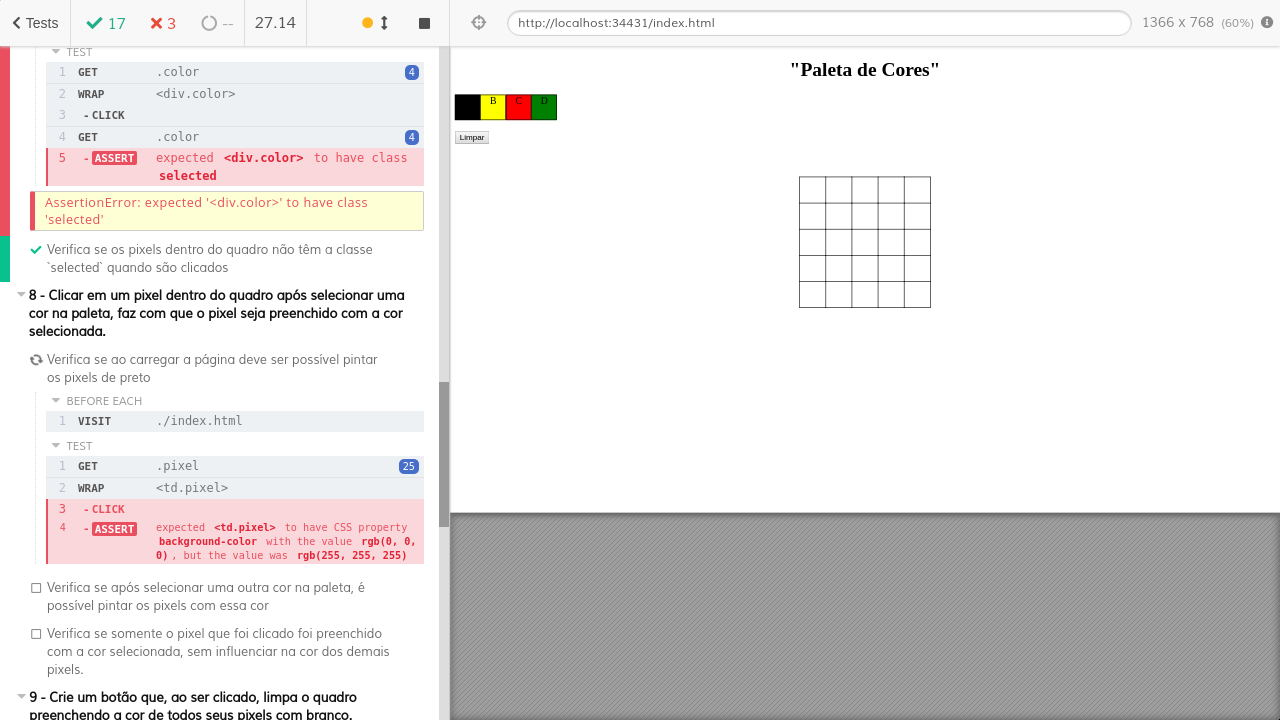 Tests
17
3
--
27.14
http://localhost:34431/index.html
1366 x 768 (60%)
TEST
1 GET .color 4
2 WRAP <div.color>
3 - CLICK
4 GET .color 4
5 - ASSERT expected <div.color> to have class
selected
AssertionError: expected '<div.color>' to have class
'selected'
Verifica se os pixels dentro do quadro não têm a classe
`selected` quando são clicados
8 - Clicar em um pixel dentro do quadro após selecionar uma
cor na paleta, faz com que o pixel seja preenchido com a cor
selecionada.
Verifica se ao carregar a página deve ser possível pintar
os pixels de preto
BEFORE EACH
1 VISIT ./index.html
TEST
1 GET .pixel 25
2 WRAP <td.pixel>
3 - CLICK
4 - ASSERT expected <td.pixel> to have CSS property
background-color with the value rgb(0, 0,
0), but the value was rgb(255, 255, 255)
Verifica se após selecionar uma outra cor na paleta, é
possível pintar os pixels com essa cor
Verifica se somente o pixel que foi clicado foi preenchido
com a cor selecionada, sem influenciar na cor dos demais
pixels.
9 - Crie um botão que, ao ser clicado, limpa o quadro
preenchendo a cor de todos seus pixels com branco.
"Paleta de Cores"
B C D
Limpar